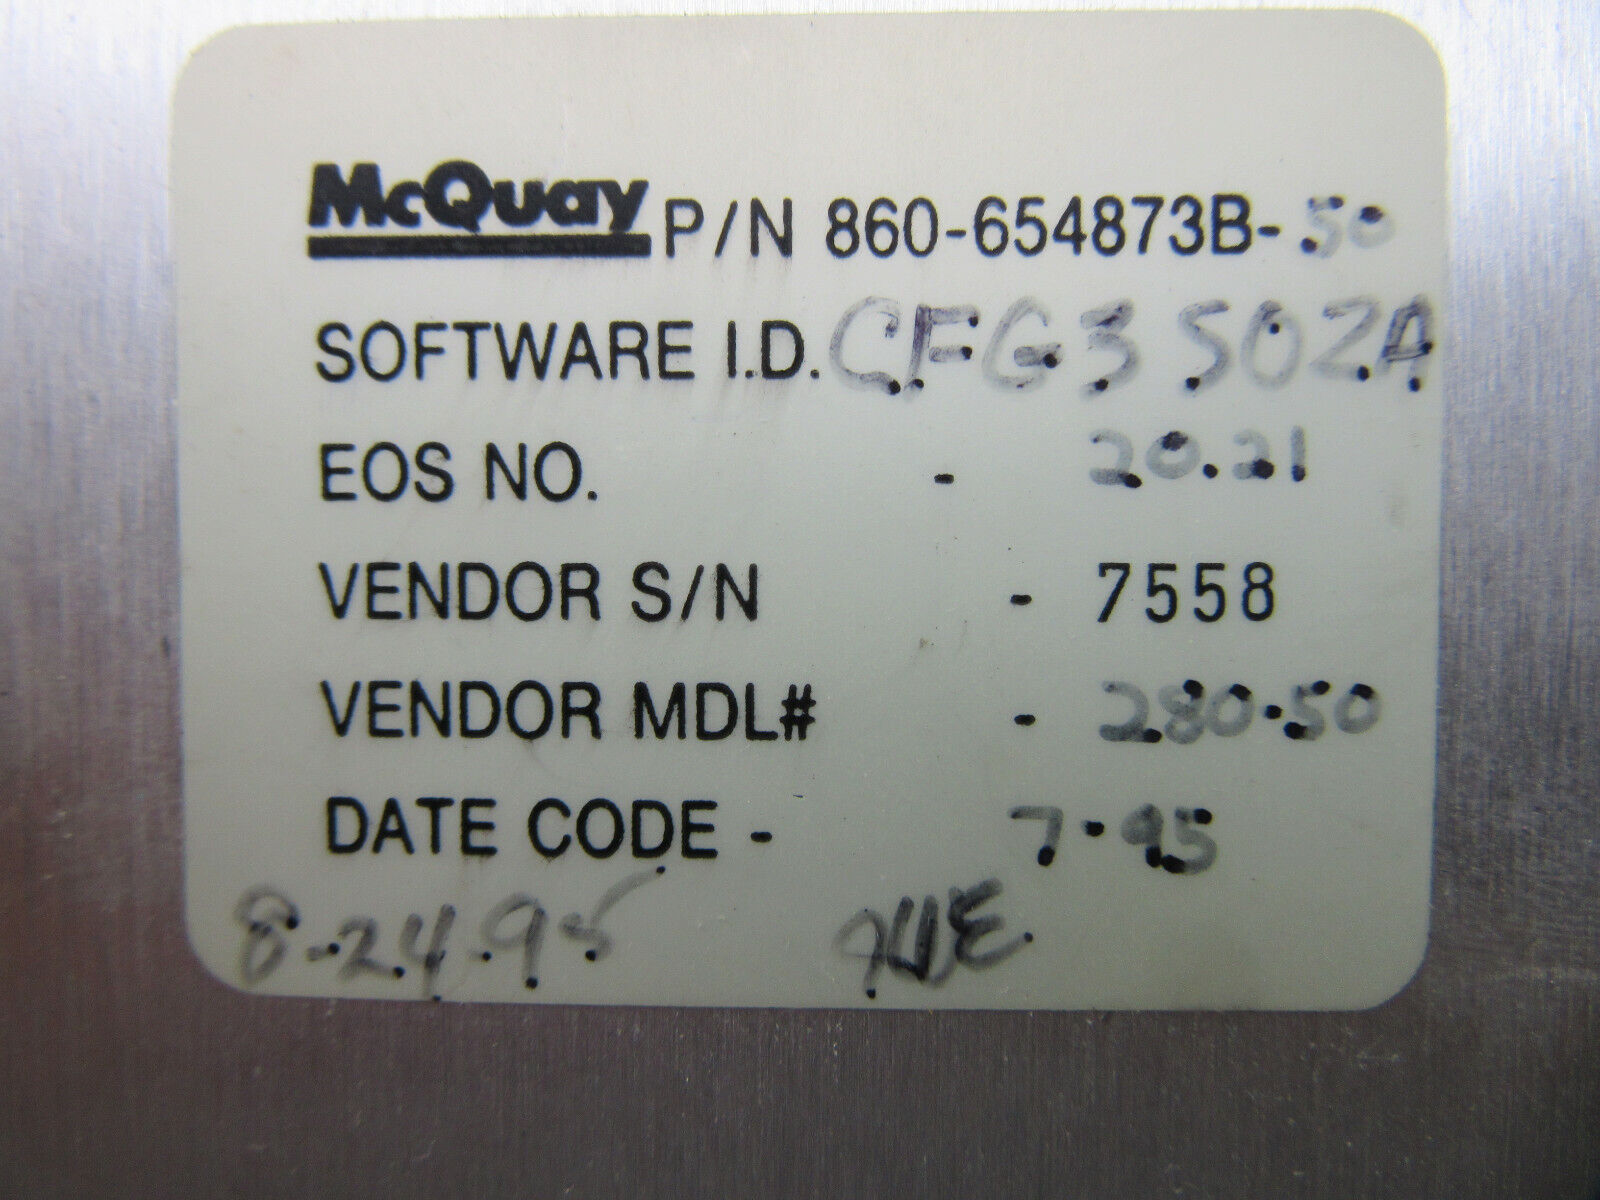 McQuay P/N 860-654873B-50
SOFTWARE I.D. CFG3S02A
EOS NO. - 20.21
VENDOR S/N - 7558
VENDOR MDL# - 280-50
DATE CODE - 7-95
8-24-95